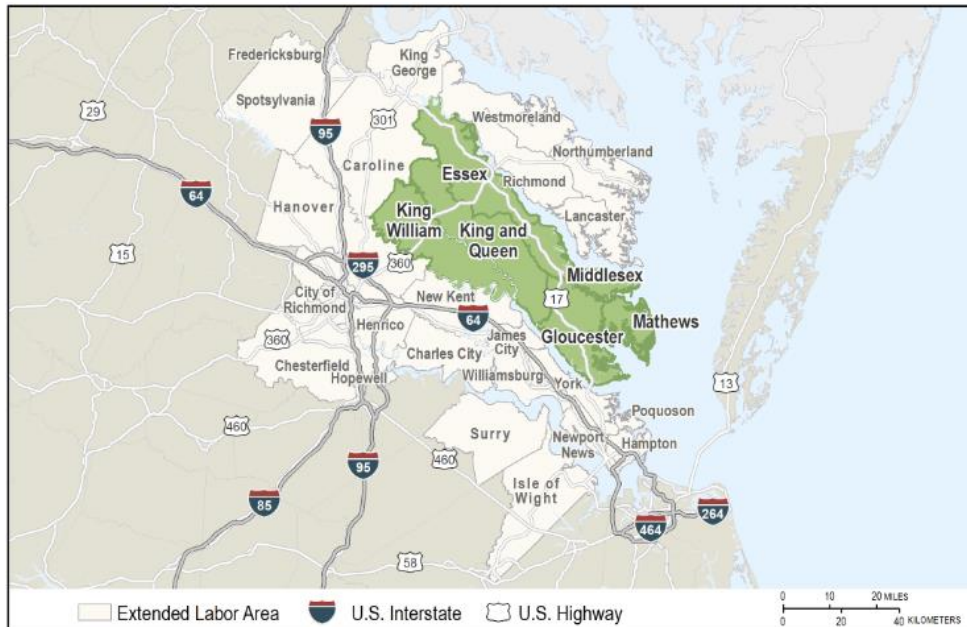 Fredericksburg
King
George
29
Spotsylvania
301
Westmoreland
95
Northumberland
Caroline
Essex
Richmond
64
Hanover
King
William
King and
Queen
Lancaster
15
295
360
Middlesex
City of
Richmond
New Kent
17
Mathews
Henrico
64
Gloucester
360
James
City
Chesterfield
Charles City
Hopewell
Williamsburg
York
13
Poquoson
460
Surry
Newport
News
Hampton
95
460
Isle of
Wight
85
264
464
58
Extended Labor Area
U.S. Interstate
U.S. Highway
0 10 20 MILES
0 20 40 KILOMETERS